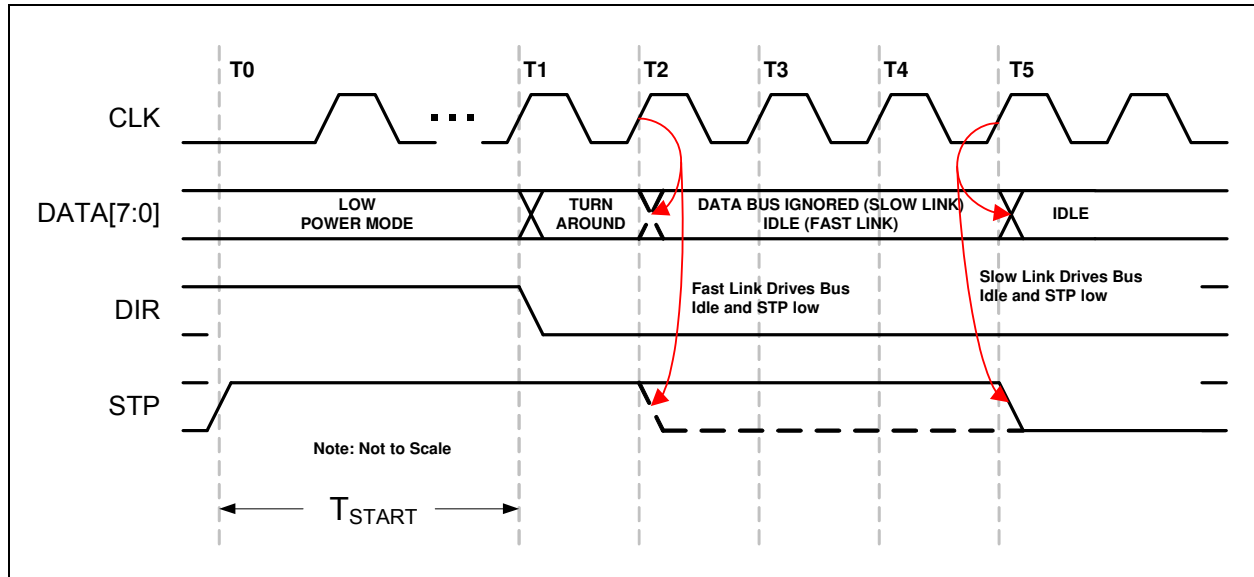 T0 T1 T2 T3 T4 T5
CLK
DATA[7:0]
LOW
POWER MODE
TURN
AROUND
DATA BUS IGNORED (SLOW LINK)
IDLE (FAST LINK)
IDLE
DIR
Fast Link Drives Bus
Idle and STP low
Slow Link Drives Bus
Idle and STP low
STP
Note: Not to Scale
TSTART